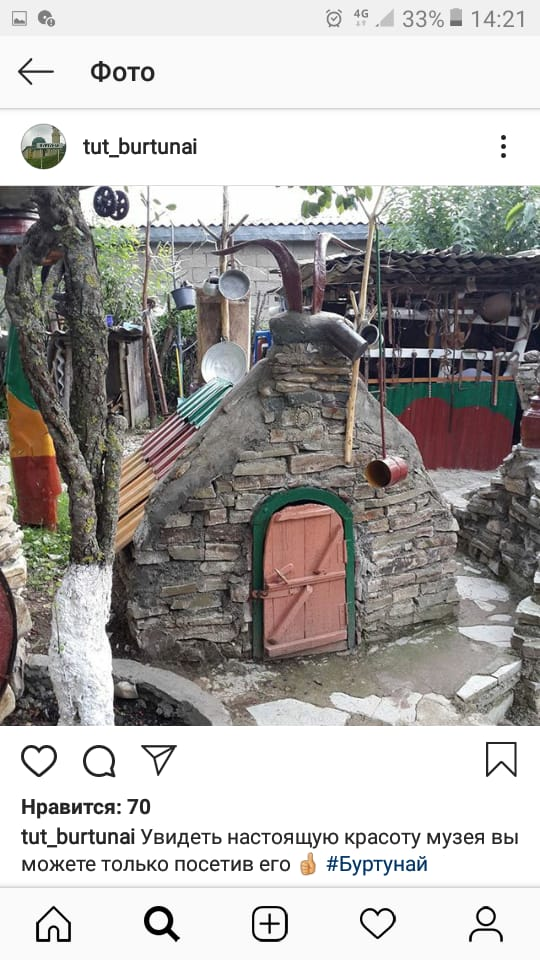 4G 33% 14:21
Фото
tut_burtunai
Нравится: 70
tut_burtunai Увидеть настоящую красоту музея вы
можете только посетив его 👍 #Буртунай